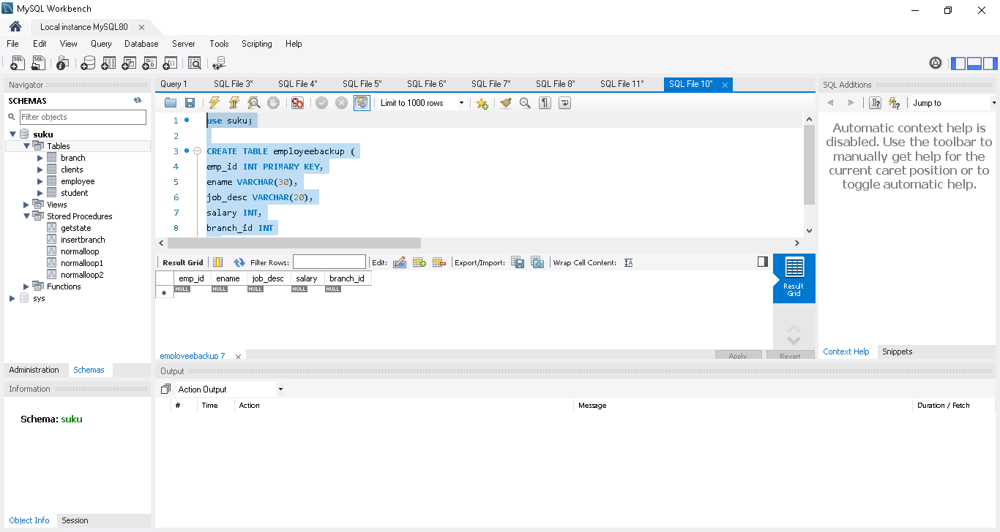 MySQL Workbench
Local instance MySQL80
File Edit View Query Database Server Tools Scripting Help
Navigator
SCHEMAS
Filter objects
suku
Tables
branch
clients
employee
student
Views
Stored Procedures
getstate
insertbranch
normalloop
normalloop1
normalloop2
Functions
sys
Administration Schemas
Information
Schema: suku
Object Info Session
Query 1 SQL File 3* SQL File 4* SQL File 5* SQL File 6* SQL File 7* SQL File 8* SQL File 11* SQL File 10*
Limit to 1000 rows
1 use suku;
2
3 CREATE TABLE employeebackup (
4 emp_id INT PRIMARY KEY,
5 ename VARCHAR(30),
6 job_desc VARCHAR(20),
7 salary INT,
8 branch_id INT
Result Grid Filter Rows: Edit: Export/Import: Wrap Cell Content:
emp_id ename job_desc salary branch_id
NULL NULL NULL NULL NULL
Result
Grid
employeebackup 7 Apply Revert
Output
Action Output
# Time Action Message Duration / Fetch
SQL Additions
Jump to
Automatic context help is
disabled. Use the toolbar to
manually get help for the
current caret position or to
toggle automatic help.
Context Help Snippets